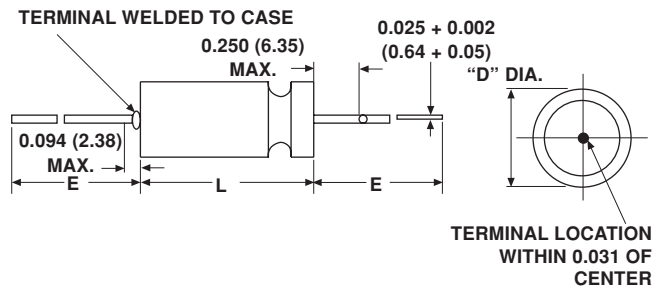 TERMINAL WELDED TO CASE
0.250 (6.35)
MAX.
0.025 + 0.002
(0.64 + 0.05)
“D” DIA.
0.094 (2.38)
MAX.
E
L
E
TERMINAL LOCATION
WITHIN 0.031 OF
CENTER